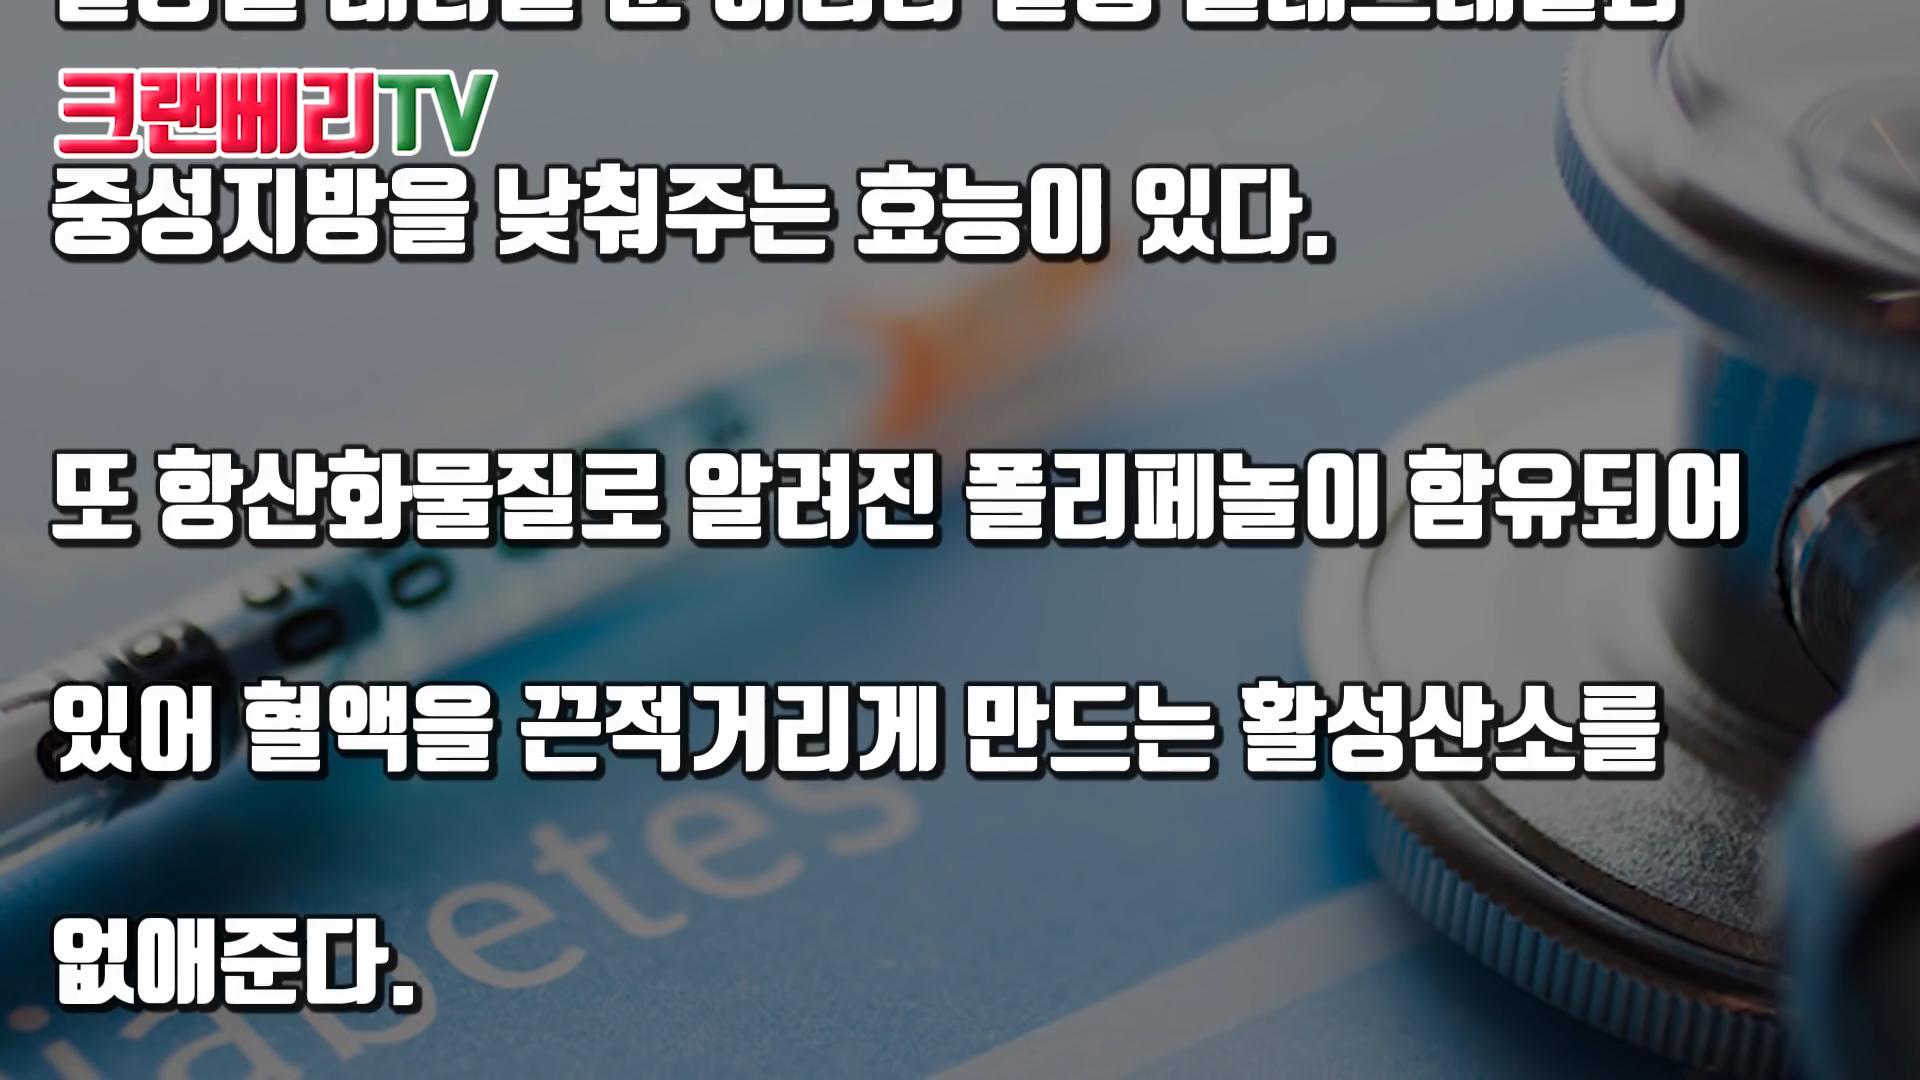 크랜베리TV
중성지방을 낮춰주는 효능이 있다.
또 항산화물질로 알려진 폴리페놀이 함유되어
있어 혈액을 끈적거리게 만드는 활성산소를
없애준다.
iabetes